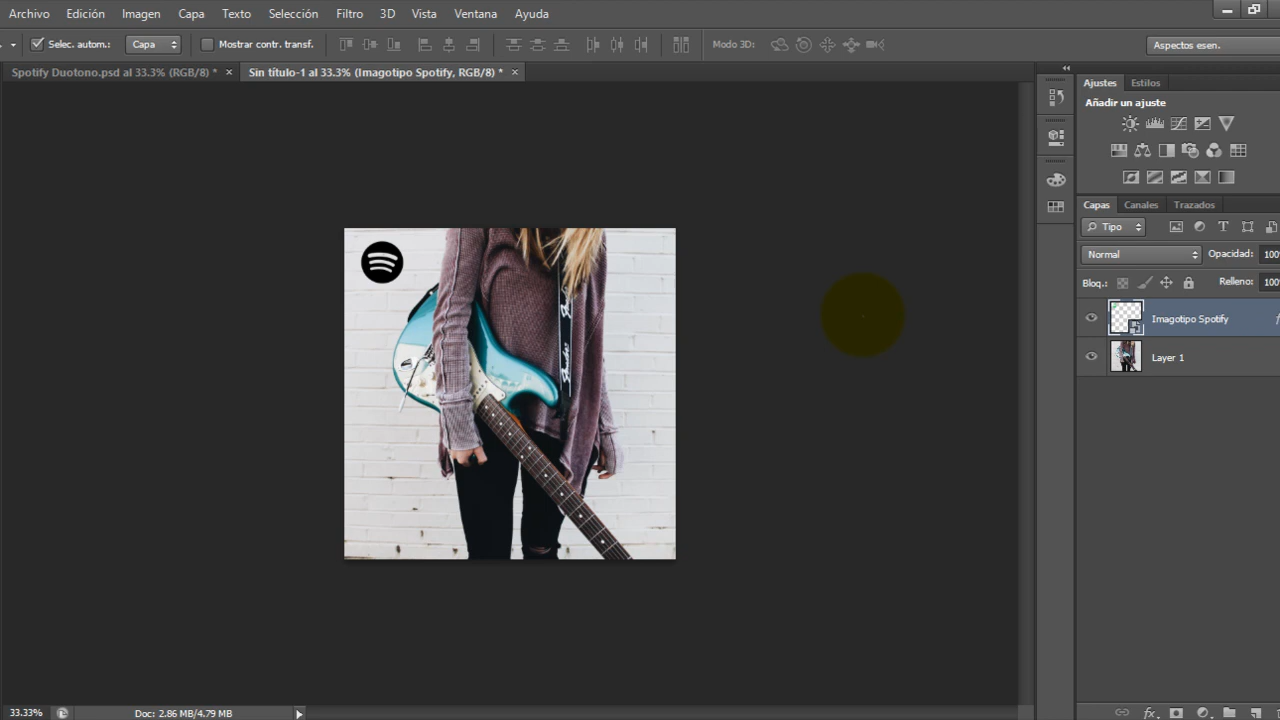 Archivo Edición Imagen Capa Texto Selección Filtro 3D Vista Ventana Ayuda
Selec. autom.: Capa Mostrar contr. transf. Modo 3D: Aspectos esen.
Spotify Duotono.psd al 33.3% (RGB/8) * × Sin título-1 al 33.3% (Imagotipo Spotify, RGB/8) * ×
Ajustes Estilos
Añadir un ajuste
Capas Canales Trazados
Tipo
Normal Opacidad: 100
Bloq.: Relleno: 100
Imagotipo Spotify
Layer 1
Fender
Fender
33.33% Doc: 2.86 MB/4.79 MB